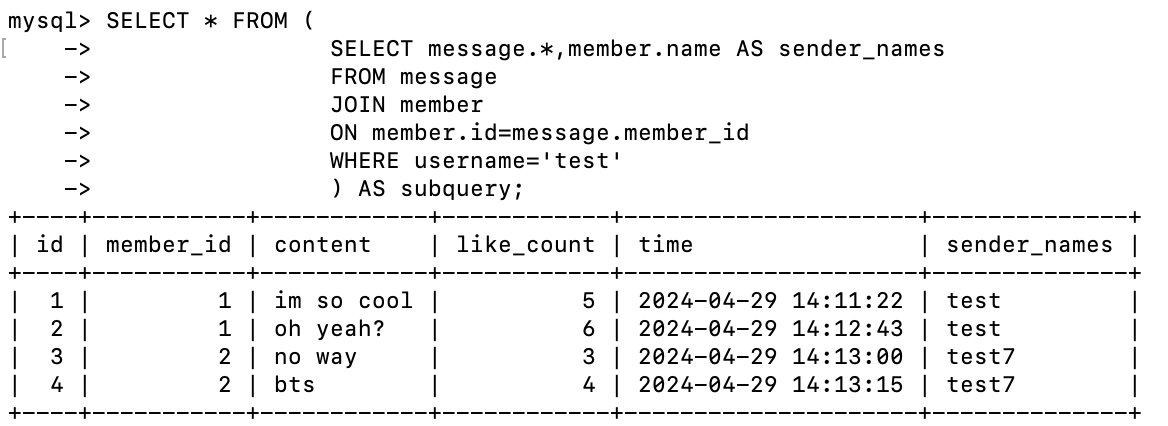 mysql> SELECT * FROM (
[    ->                 SELECT message.*,member.name AS sender_names
    ->                 FROM message
    ->                 JOIN member
    ->                 ON member.id=message.member_id
    ->                 WHERE username='test'
    ->                 ) AS subquery;
+----+-----------+-------------+------------+---------------------+--------------+
| id | member_id | content     | like_count | time                | sender_names |
+----+-----------+-------------+------------+---------------------+--------------+
|  1 |         1 | im so cool |          5 | 2024-04-29 14:11:22 | test         |
|  2 |         1 | oh yeah?   |          6 | 2024-04-29 14:12:43 | test         |
|  3 |         2 | no way     |          3 | 2024-04-29 14:13:00 | test7        |
|  4 |         2 | bts        |          4 | 2024-04-29 14:13:15 | test7        |
+----+-----------+-------------+------------+---------------------+--------------+